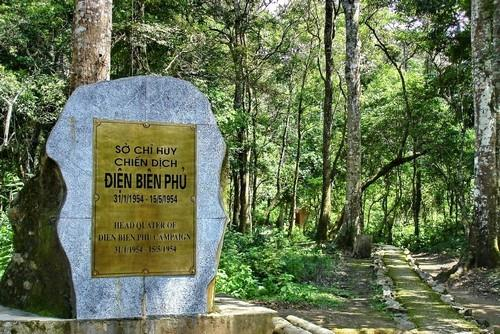 SỞ CHỈ HUY
CHIẾN DỊCH
ĐIỆN BIÊN PHỦ
31/1/1954 - 15/5/1954
HEAD QUATER OF
DIEN BIEN PHU CAMPAIGN
31/1/1954 - 15/5/1954